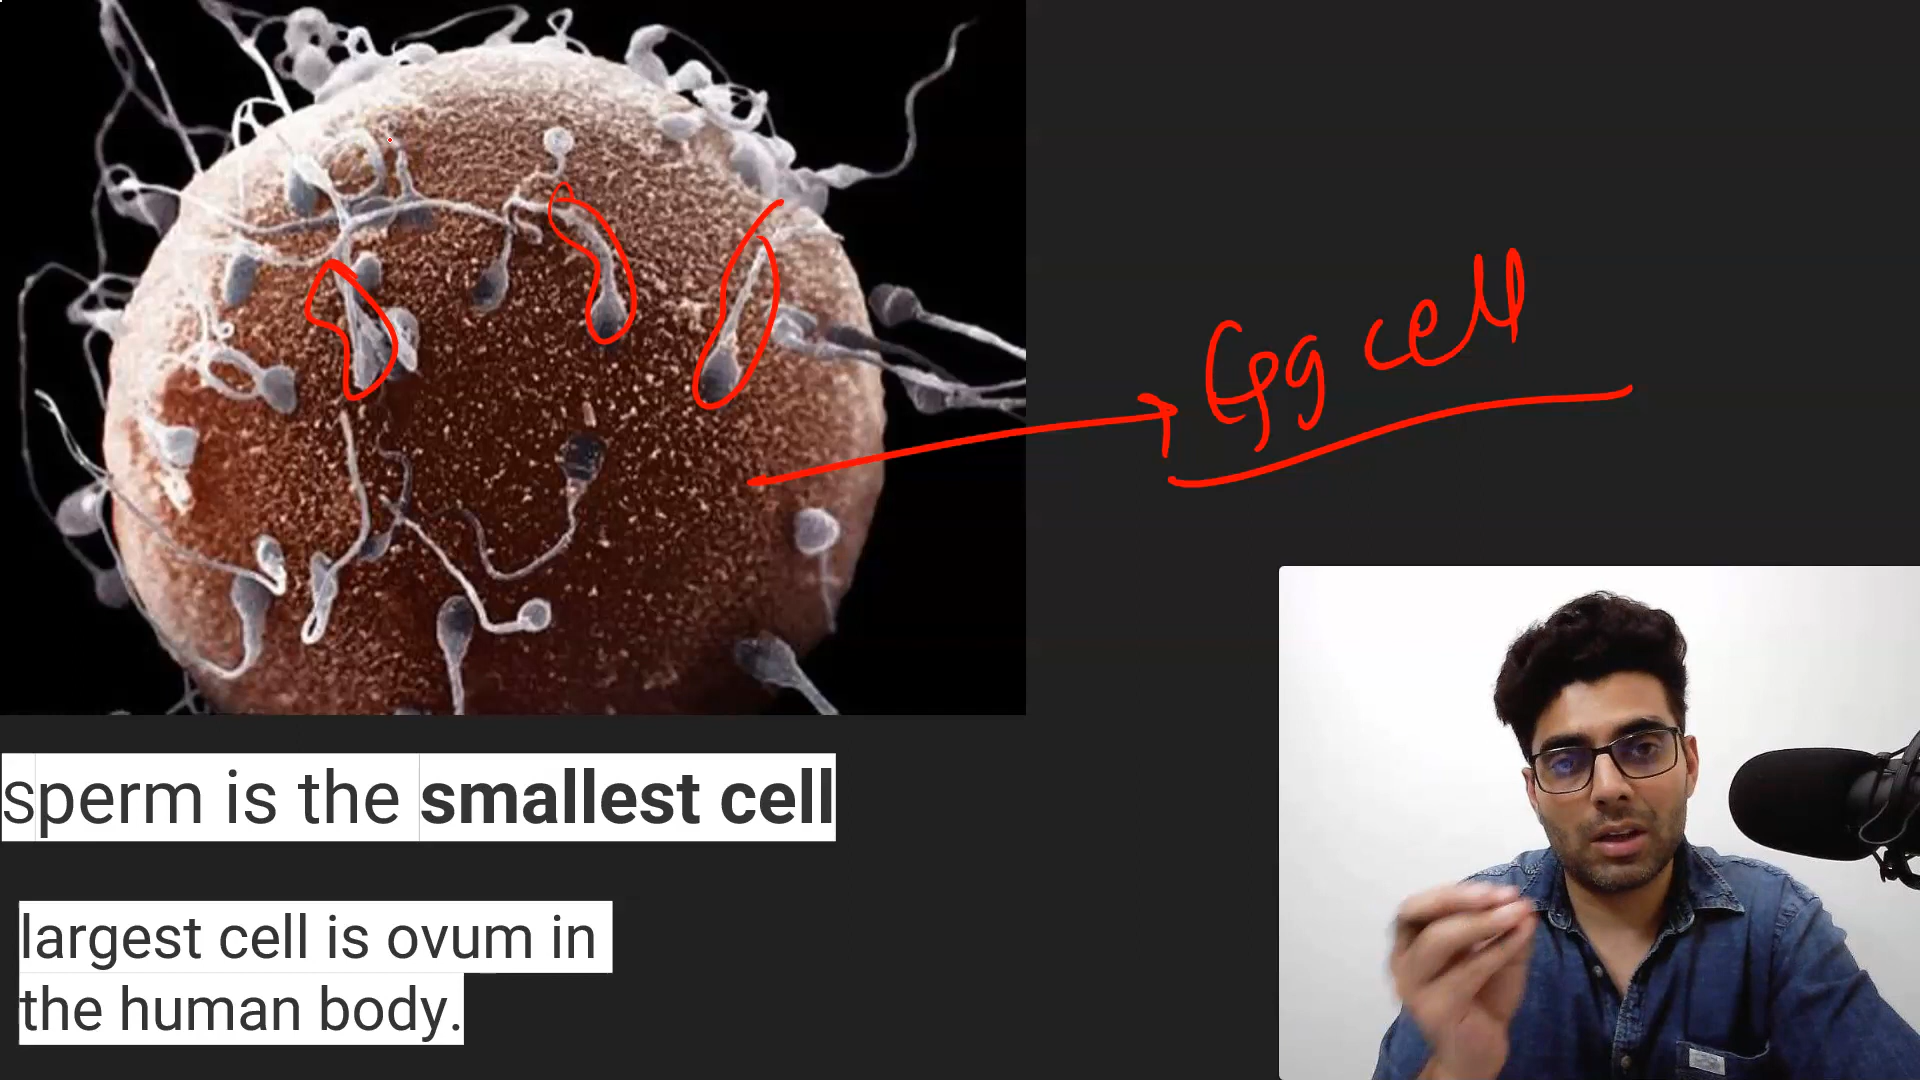 Egg cell
sperm is the smallest cell
largest cell is ovum in
the human body.